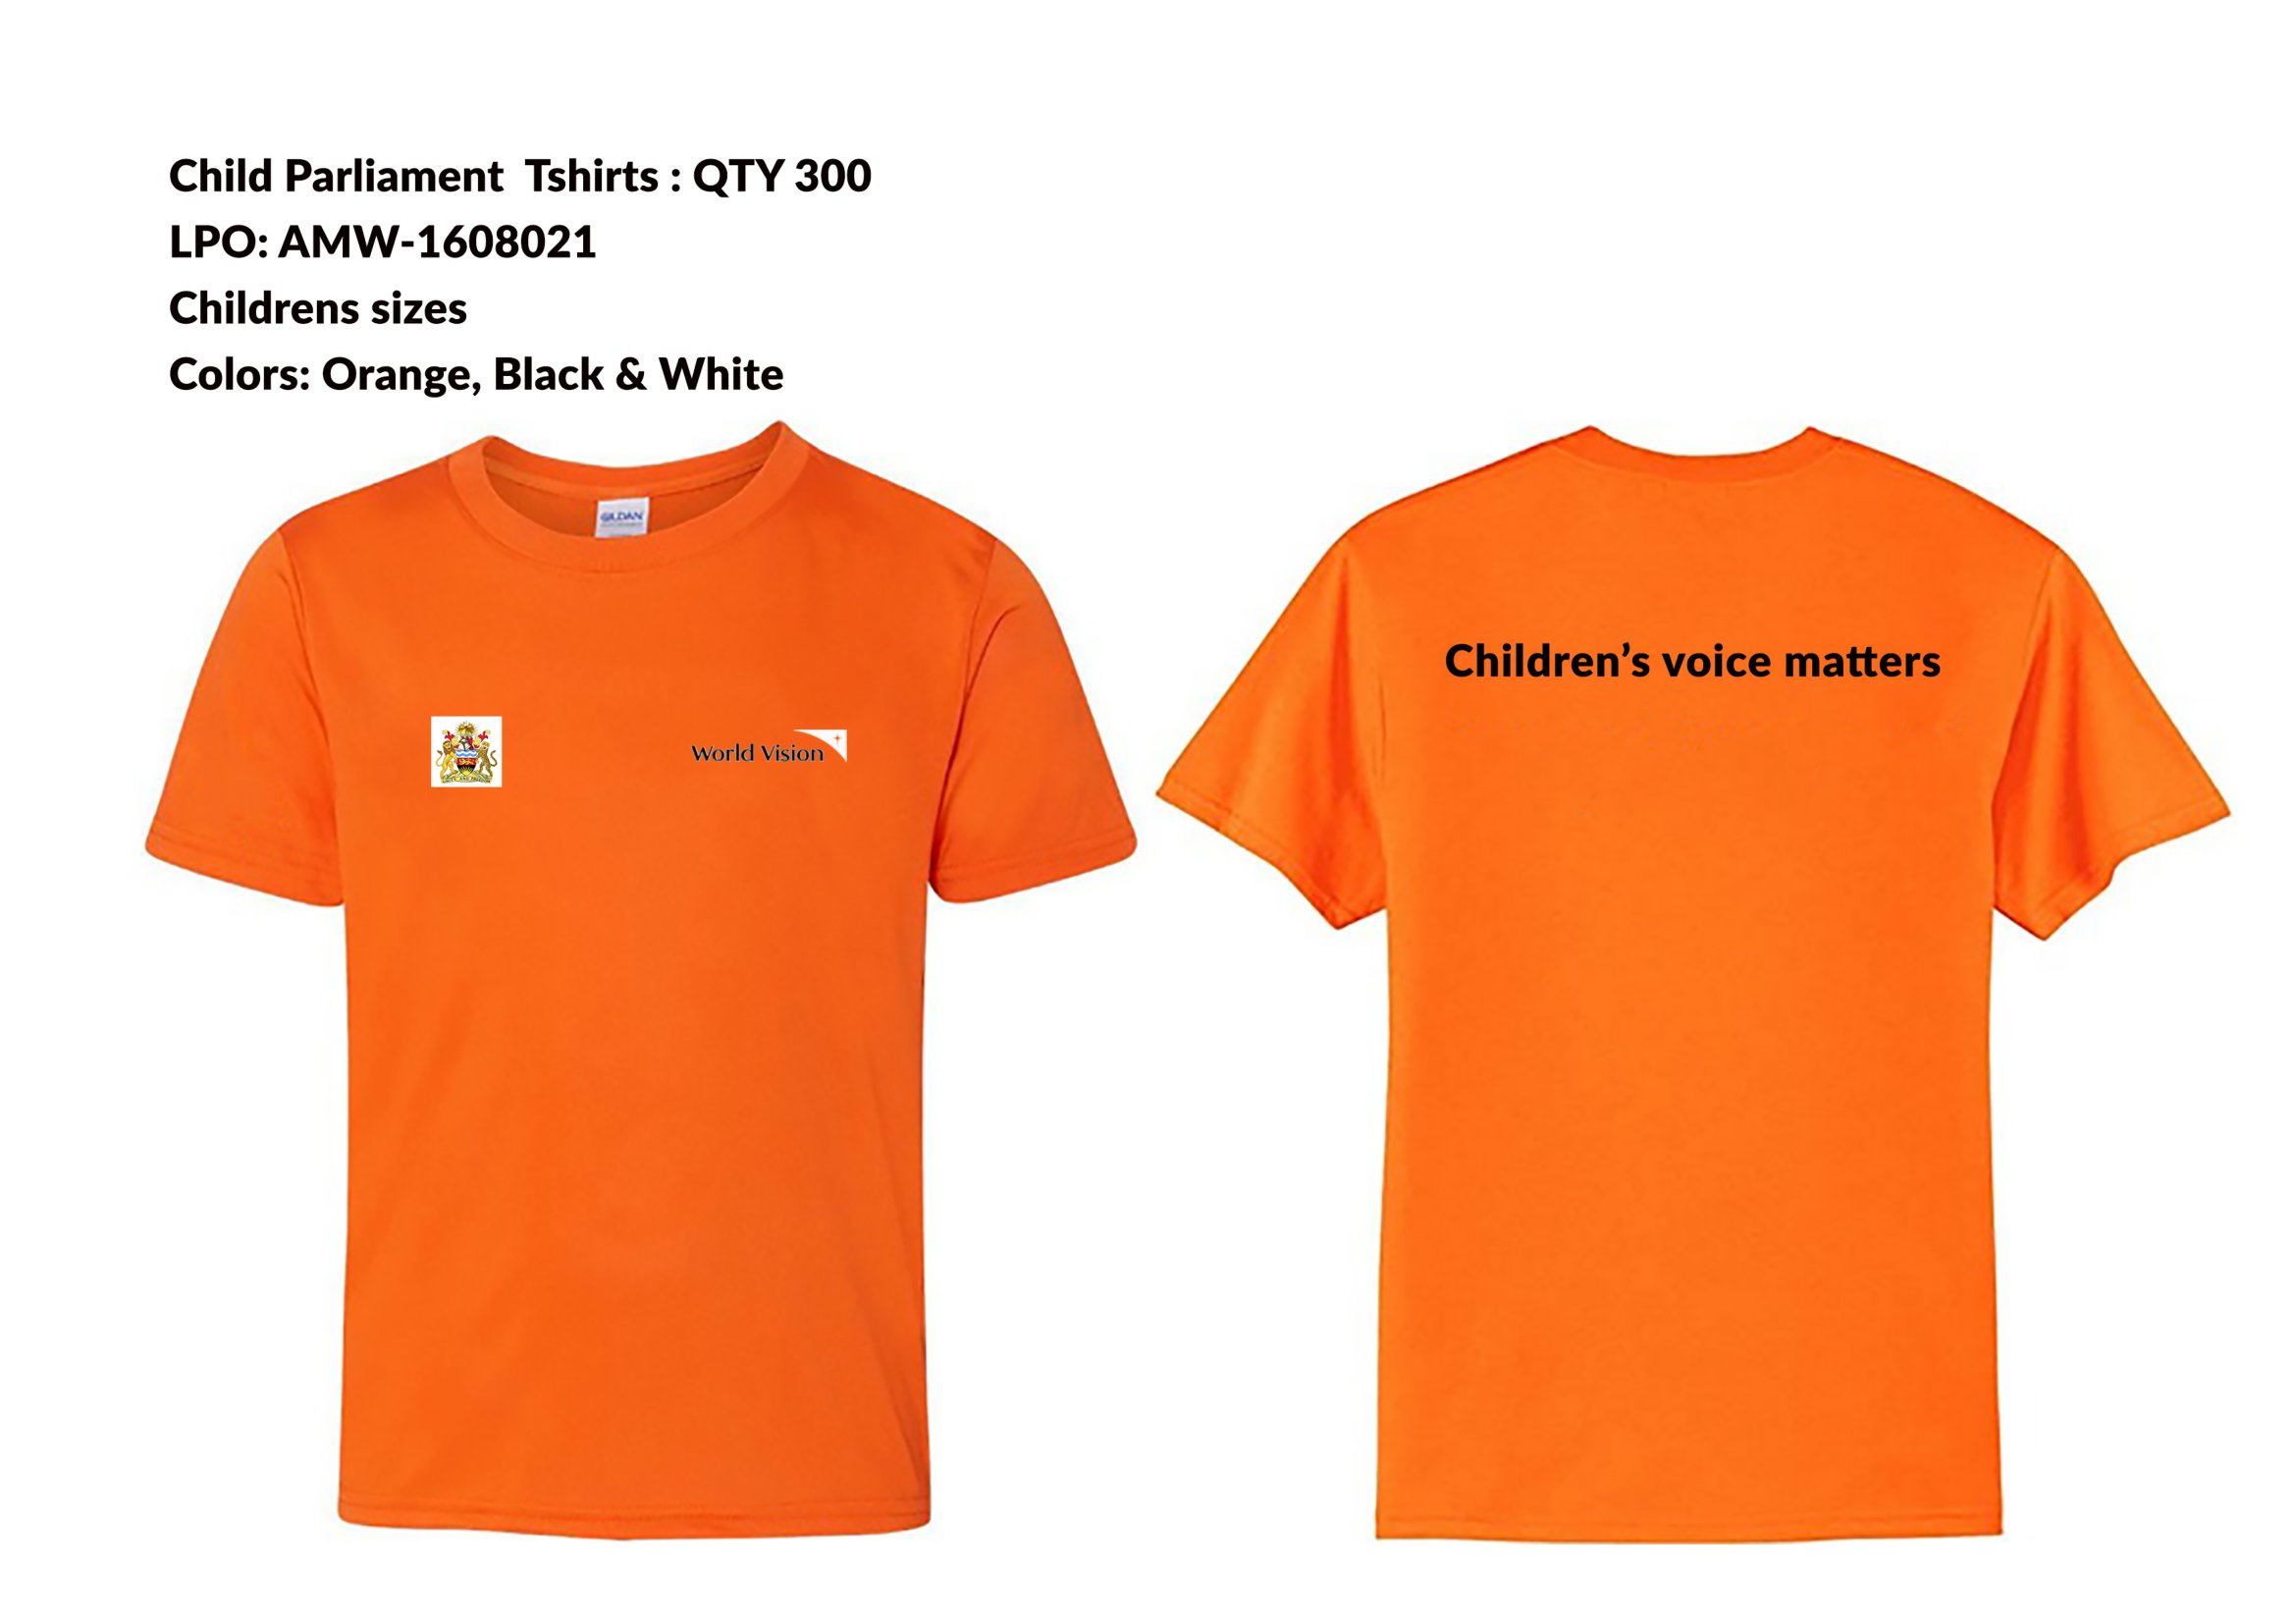 Child Parliament  Tshirts : QTY 300
LPO: AMW-1608021
Childrens sizes
Colors: Orange, Black & White
GILDAN
World Vision
Children’s voice matters